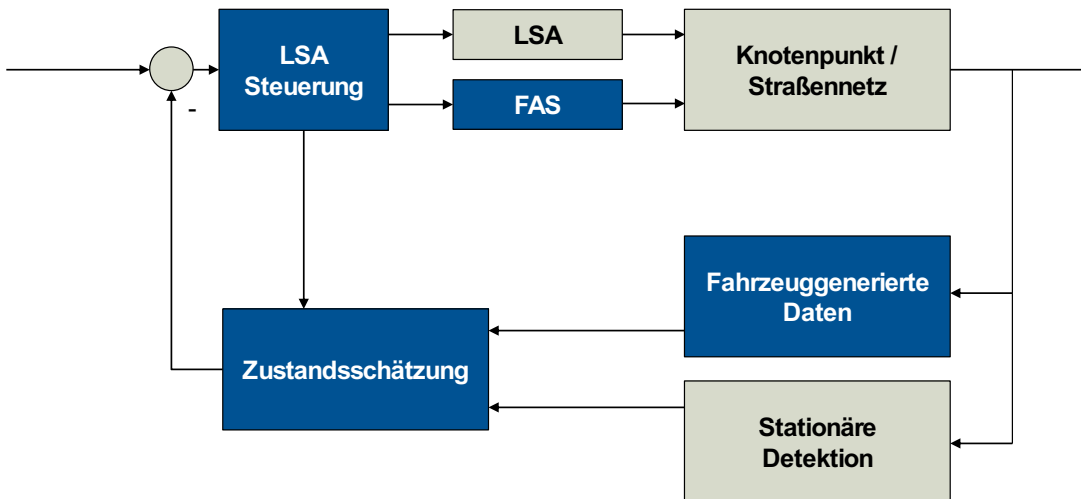 LSA
Steuerung
LSA
FAS
Knotenpunkt /
Straßennetz
-
Fahrzeuggenerierte
Daten
Zustandsschätzung
Stationäre
Detektion